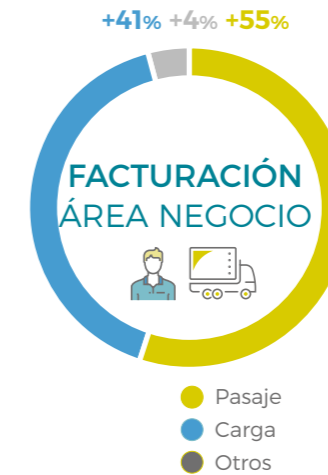 +41% +4% +55%
FACTURACIÓN
ÁREA NEGOCIO
Pasaje
Carga
Otros